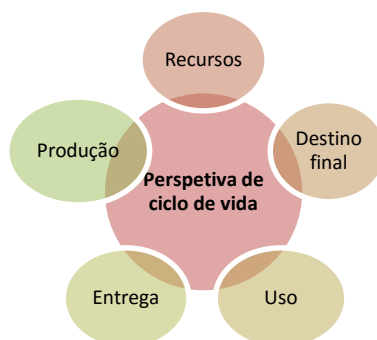 Recursos
Produção
Destino
final
Perspetiva de
ciclo de vida
Entrega
Uso